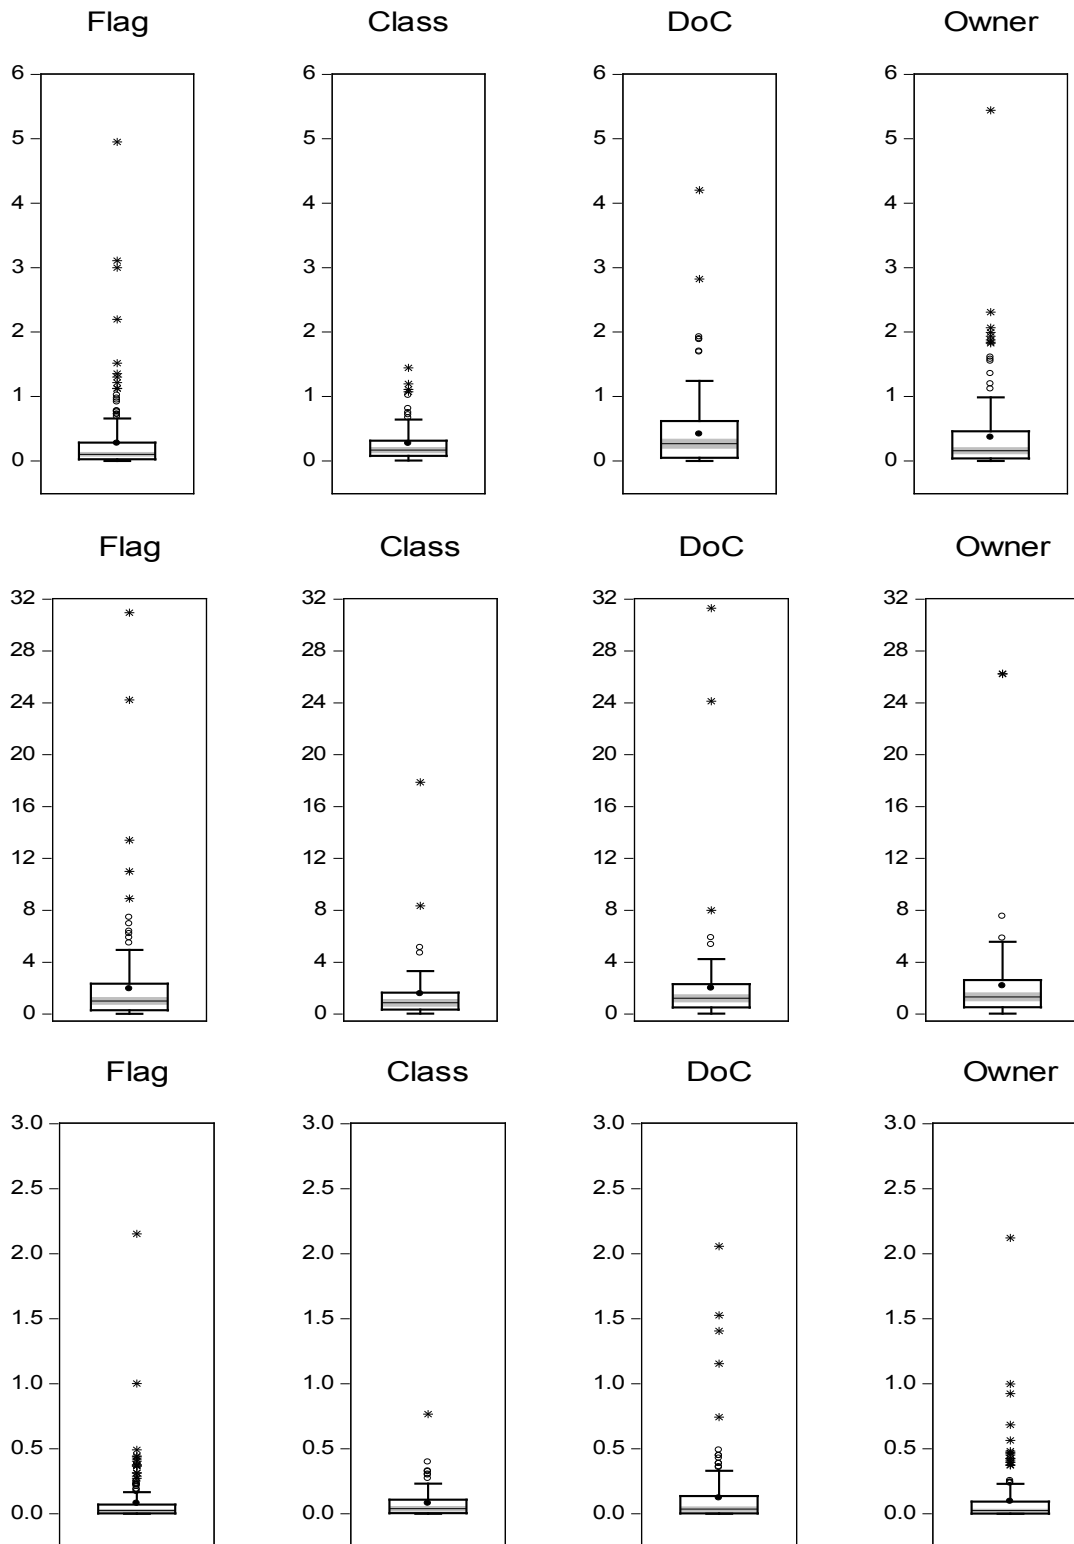 Flag Class DoC Owner
6 6 6 6
5 5 5 5
4 4 4 4
3 3 3 3
2 2 2 2
1 1 1 1
0 0 0 0
Flag Class DoC Owner
32 32 32 32
28 28 28 28
24 24 24 24
20 20 20 20
16 16 16 16
12 12 12 12
8 8 8 8
4 4 4 4
0 0 0 0
Flag Class DoC Owner
3.0 3.0 3.0 3.0
2.5 2.5 2.5 2.5
2.0 2.0 2.0 2.0
1.5 1.5 1.5 1.5
1.0 1.0 1.0 1.0
0.5 0.5 0.5 0.5
0.0 0.0 0.0 0.0